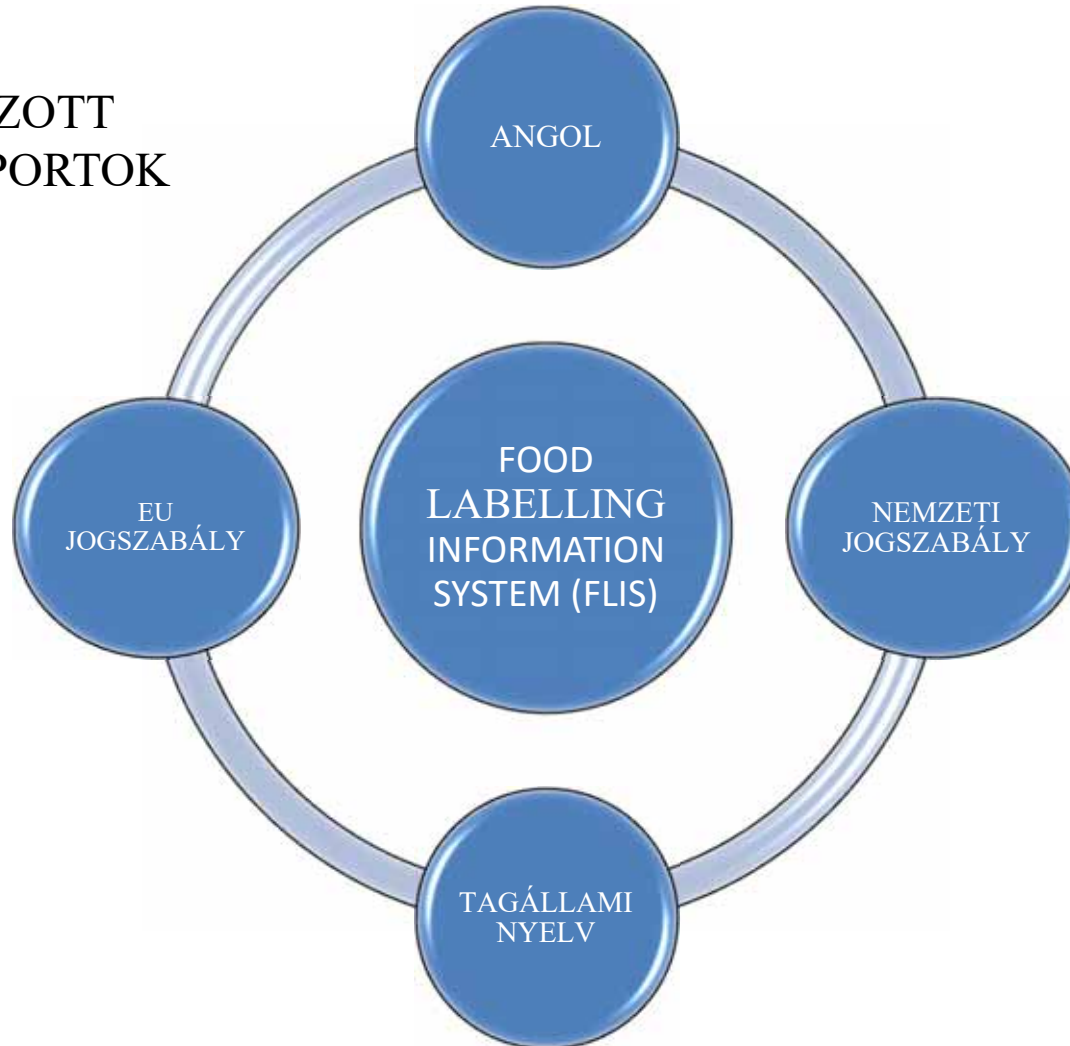 ZOTT
PORTOK
ANGOL
EU
JOGSZABÁLY
FOOD
LABELLING
INFORMATION
SYSTEM (FLIS)
NEMZETI
JOGSZABÁLY
TAGÁLLAMI
NYELV